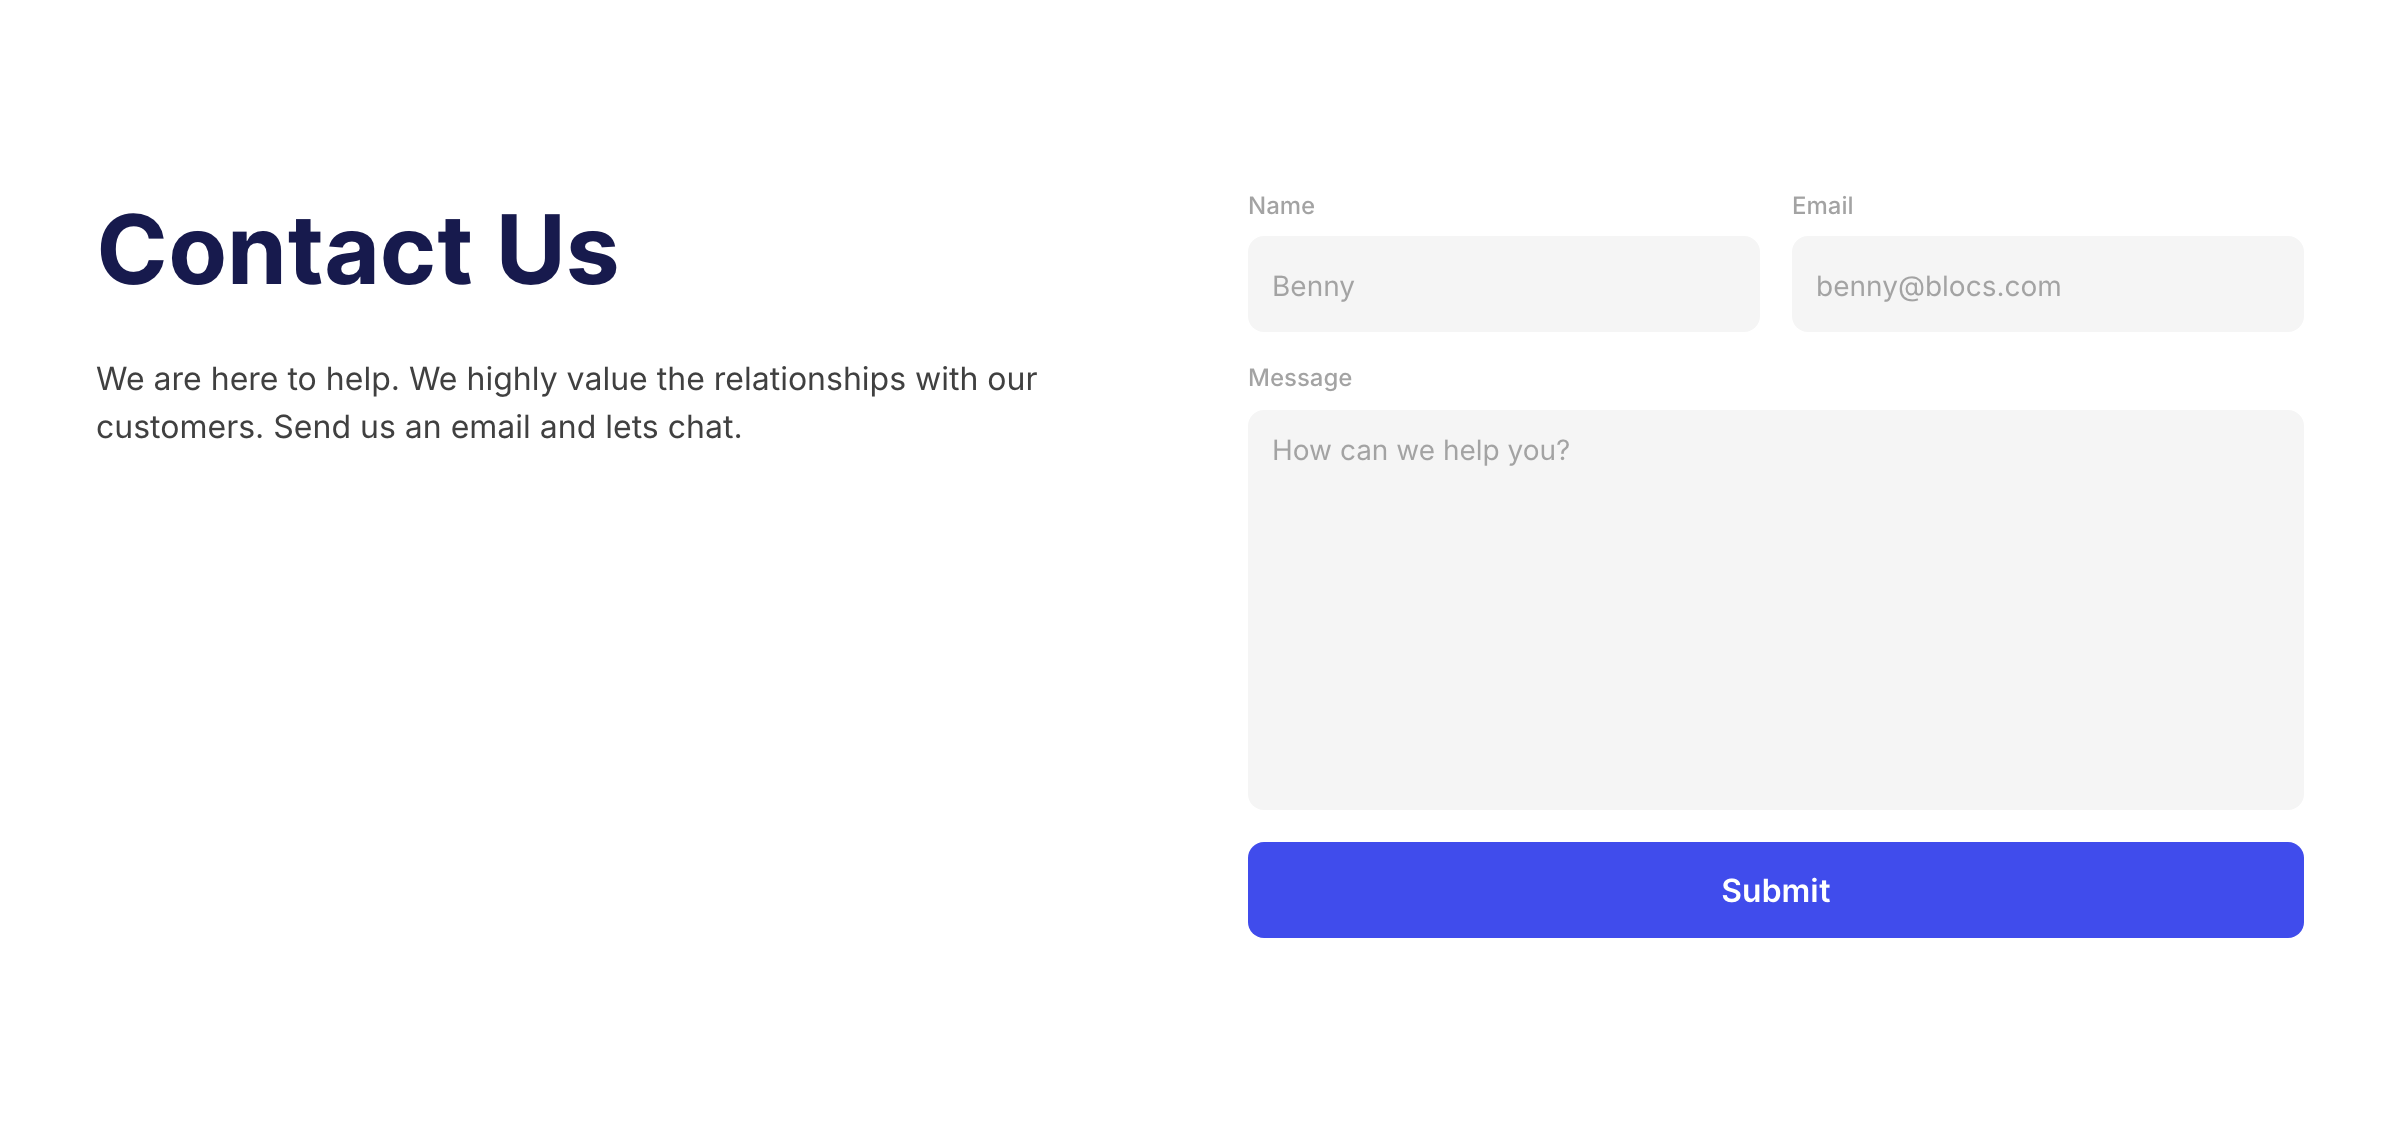 Contact Us
We are here to help. We highly value the relationships with our
customers. Send us an email and lets chat.
Name
Benny
Email
benny@blocs.com
Message
How can we help you?
Submit